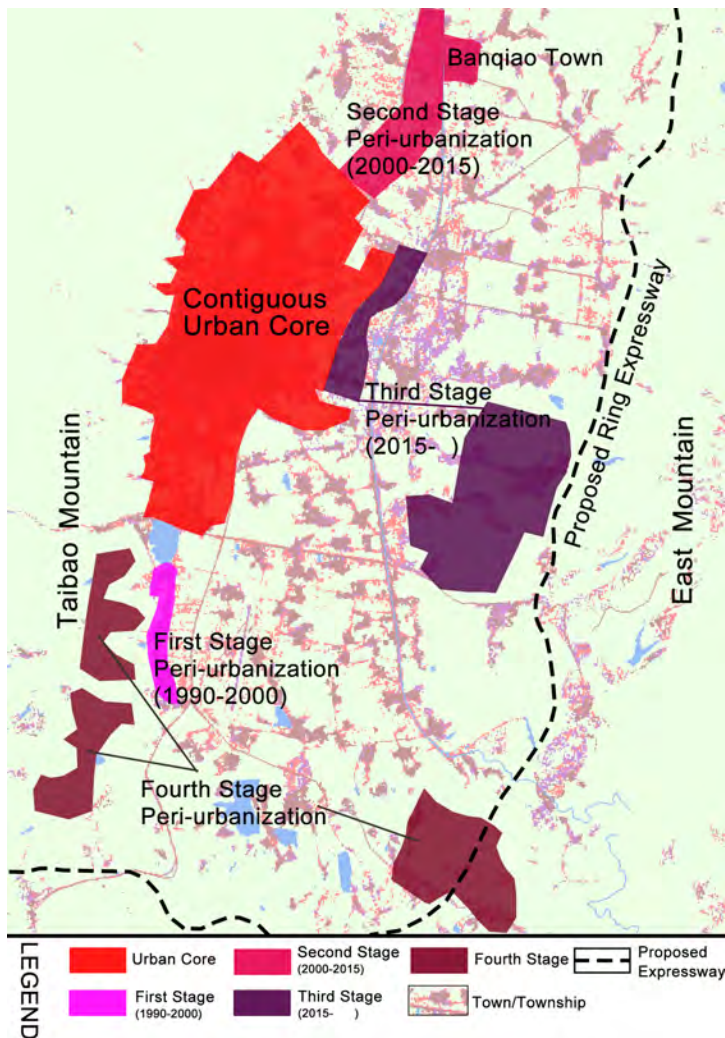 Banqiao Town
Second Stage
Peri-urbanization
(2000-2015)
Contiguous
Urban Core
Third Stage
Peri-urbanization
(2015- )
Proposed Ring Expressway
East Mountain
Taibao Mountain
First Stage
Peri-urbanization
(1990-2000)
Fourth Stage
Peri-urbanization
LEGEND
Urban Core
Second Stage
(2000-2015)
Fourth Stage
Proposed
Expressway
First Stage
(1990-2000)
Third Stage
(2015- )
Town/Township